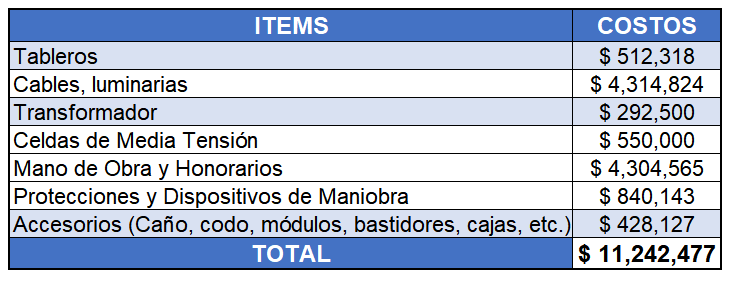 ITEMS COSTOS
Tableros $ 512,318
Cables, luminarias $ 4,314,824
Transformador $ 292,500
Celdas de Media Tensión $ 550,000
Mano de Obra y Honorarios $ 4,304,565
Protecciones y Dispositivos de Maniobra $ 840,143
Accesorios (Caño, codo, módulos, bastidores, cajas, etc.) $ 428,127
TOTAL $ 11,242,477